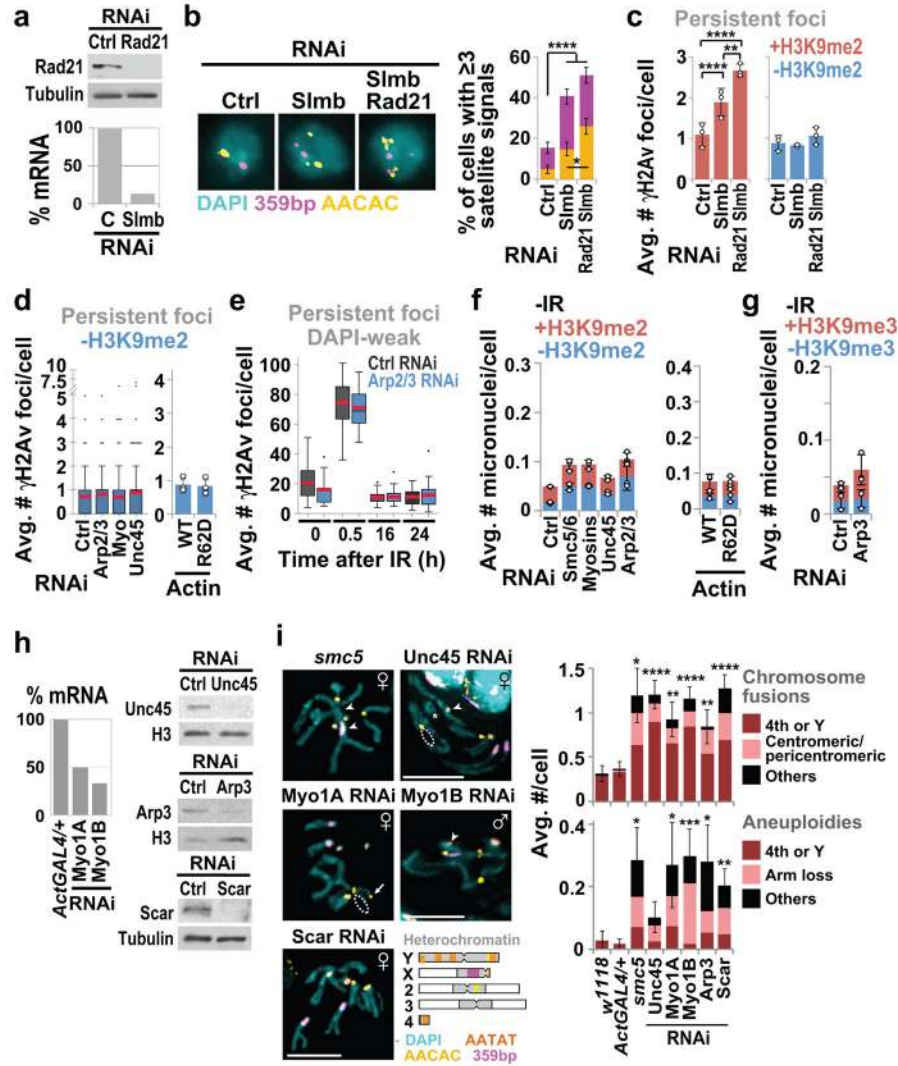 a
RNAi
Ctrl Rad21
Rad21
Tubulin
% mRNA
100
50
0
C Slmb
RNAi
b
RNAi
Ctrl
Slmb
Slmb
Rad21
DAPI 359bp AACAC
% of cells with ≥3
satellite signals
60
40
20
0
****
*
Ctrl
Slmb
Rad21 Slmb
RNAi
c
Persistent foci
+H3K9me2
-H3K9me2
Avg. # γH2Av foci/cell
3
2
1
0
****
**
****
Ctrl
Slmb
Rad21 Slmb
Ctrl
Slmb
Rad21 Slmb
RNAi
d
Persistent foci
-H3K9me2
Avg. # γH2Av foci/cell
10
7.5
5
4
3
2
1
0
Ctrl
Arp2/3
Myo
Unc45
RNAi
4
3
2
1
0
WT
R62D
Actin
e
Persistent foci
DAPI-weak
Ctrl RNAi
Arp2/3 RNAi
Avg. # γH2Av foci/cell
100
80
60
40
20
0
0 0.5 16 24
Time after IR (h)
f
-IR
+H3K9me2
-H3K9me2
Avg. # micronuclei/cell
0.3
0.2
0.1
0
Ctrl
Smc5/6
Myosins
Unc45
Arp2/3
RNAi
0.4
0.3
0.2
0.1
0
WT
R62D
Actin
g
-IR
+H3K9me3
-H3K9me3
Avg. # micronuclei/cell
0.3
0.2
0.1
0
Ctrl
Arp3
RNAi
h
% mRNA
100
50
0
ActGAL4/+
Myo1A
Myo1B
RNAi
RNAi
Ctrl Unc45
Unc45
H3
RNAi
Ctrl Arp3
Arp3
H3
RNAi
Ctrl Scar
Scar
Tubulin
i
smc5
♀
Unc45 RNAi
♀
*
Myo1A RNAi
♀
Myo1B RNAi
♂
Scar RNAi
♀
Heterochromatin
Y
X
2
3
4
DAPI AATAT
AACAC 359bp
Avg. #/cell
1.5
1
0.5
0
*
****
**
****
**
****
Chromosome
fusions
4th or Y
Centromeric/
pericentromeric
Others
0.4
0.2
0
*
*
***
*
**
Aneuploidies
4th or Y
Arm loss
Others
w1118
ActGAL4/+
smc5
Unc45
Myo1A
Myo1B
Arp3
Scar
RNAi